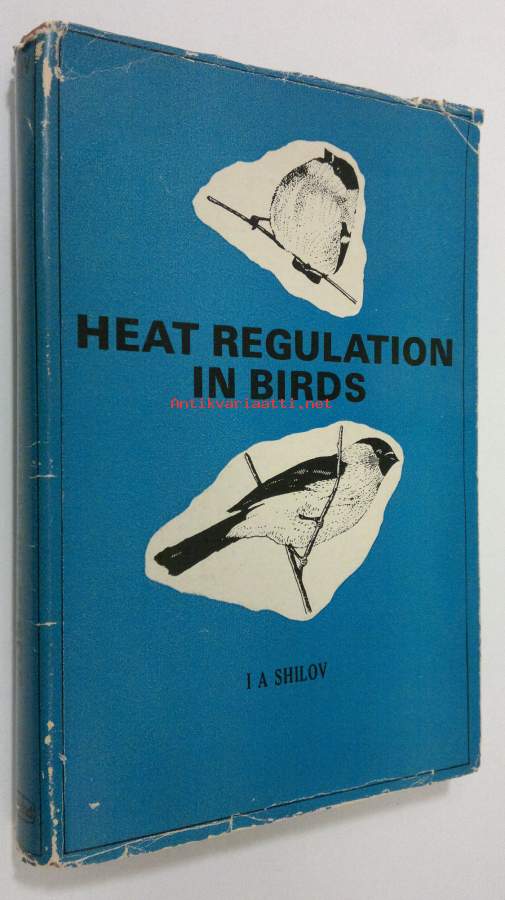 HEAT REGULATION
IN BIRDS
Antikvariaatti.net
I A SHILOV